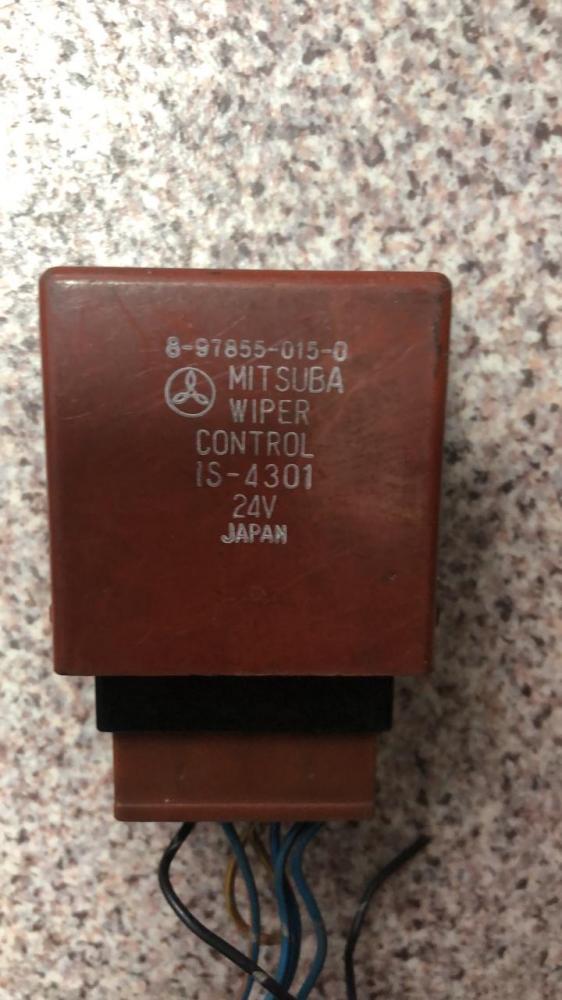 8-97855-015-0
MITSUBA
WIPER
CONTROL
IS-4301
24V
JAPAN